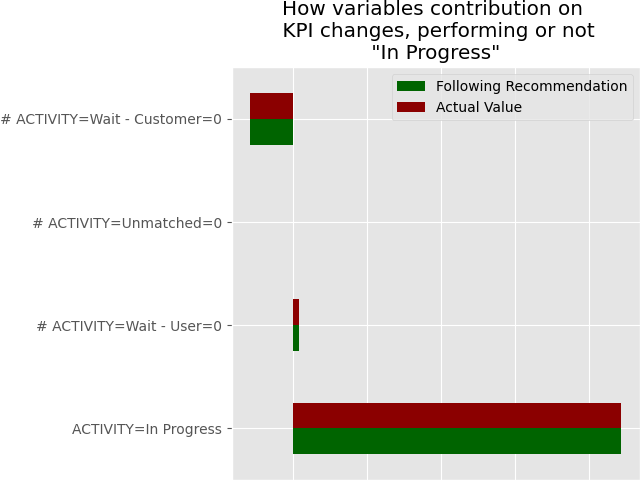 How variables contribution on
KPI changes, performing or not
"In Progress"
Following Recommendation
Actual Value
# ACTIVITY=Wait - Customer=0
# ACTIVITY=Unmatched=0
# ACTIVITY=Wait - User=0
ACTIVITY=In Progress